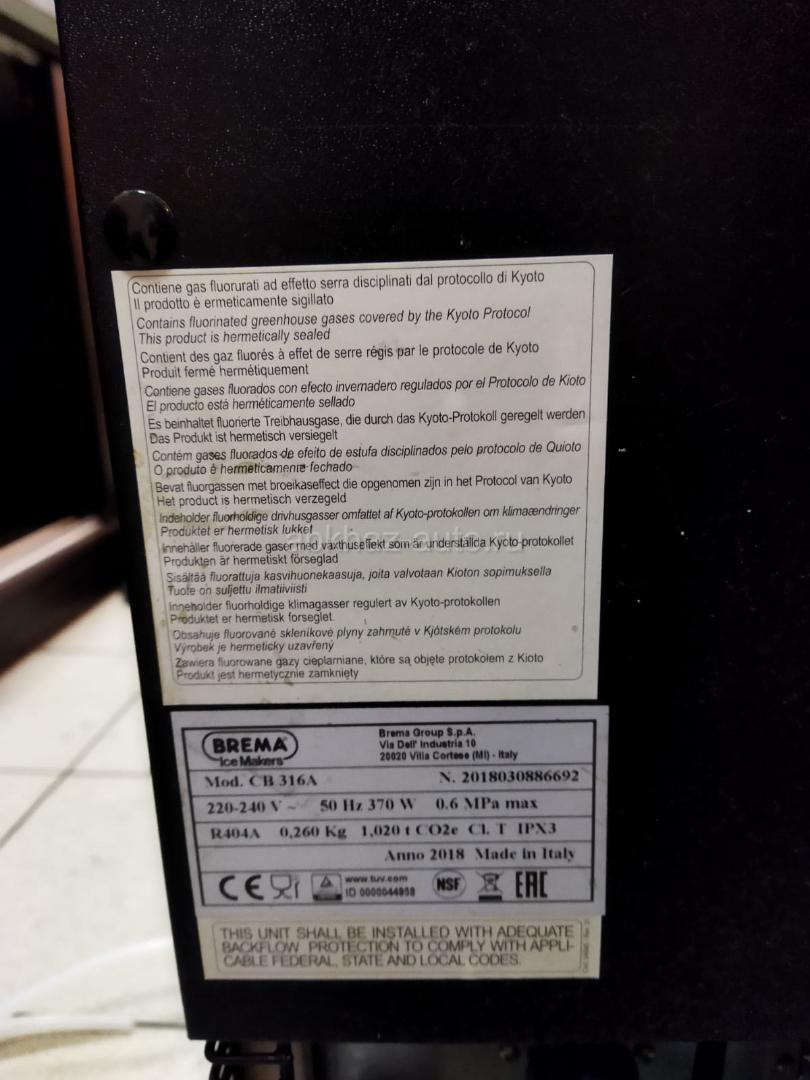 Contiene gas fluorurati ad effetto serra disciplinati dal protocollo di Kyoto
Il prodotto è ermeticamente sigillato
Contains fluorinated greenhouse gases covered by the Kyoto Protocol
This product is hermetically sealed
Contient des gaz fluorés à effet de serre régis par le protocole de Kyoto
Produit fermé hermétiquement
Contiene gases fluorados con efecto invernadero regulados por el Protocolo de Kioto
El producto está herméticamente sellado
Es beinhaltet fluorierte Treibhausgase, die durch das Kyoto-Protokoll geregelt werden
Das Produkt ist hermetisch versiegelt
Contém gases fluorados de efeito de estufa disciplinados pelo protocolo de Quioto
O produto è hermeticamente fechado
Bevat fluorgassen met broeikaseffect die opgenomen zijn in het Protocol van Kyoto
Het product is hermetisch verzegeld
Indeholder fluorholdige drivhusgasser omfattet af Kyoto-protokollen om klimaændringer
Produktet er hermetisk lukket
abkhaz-auto.ru
Innehåller fluorerade gaser med växthuseffekt som är underställda Kyoto-protokollet
Produkten är hermetiskt förseglad
Sisältää fluorattuja kasvihuonekaasuja, joita valvotaan Kioton sopimuksella
Tuote on suljettu ilmatiiviisti
Inneholder fluorholdige klimagasser regulert av Kyoto-protokollen
Produktet er hermetisk forseglet.
Obsahuje fluorované skleníkové plyny zahrnuté v Kjótském protokolu
Výrobek je hermeticky uzavřený
Zawiera fluorowane gazy cieplarniane, które są objęte protokołem z Kioto
Produkt jest hermetycznie zamknięty
BREMA
Ice Makers
Brema Group S.p.A.
Via Dell' Industria 10
20020 Villa Cortese (MI) - Italy
Mod. CB 316A N. 2018030886692
220-240 V ~ 50 Hz 370 W 0.6 MPa max
R404A 0,260 Kg 1,020 t CO2e Cl. T IPX3
Anno 2018 Made in Italy
CE
www.tuv.com
ID 0000044898
NSF
EAC
THIS UNIT SHALL BE INSTALLED WITH ADEQUATE
BACKFLOW PROTECTION TO COMPLY WITH APPLI-
CABLE FEDERAL, STATE AND LOCAL CODES.